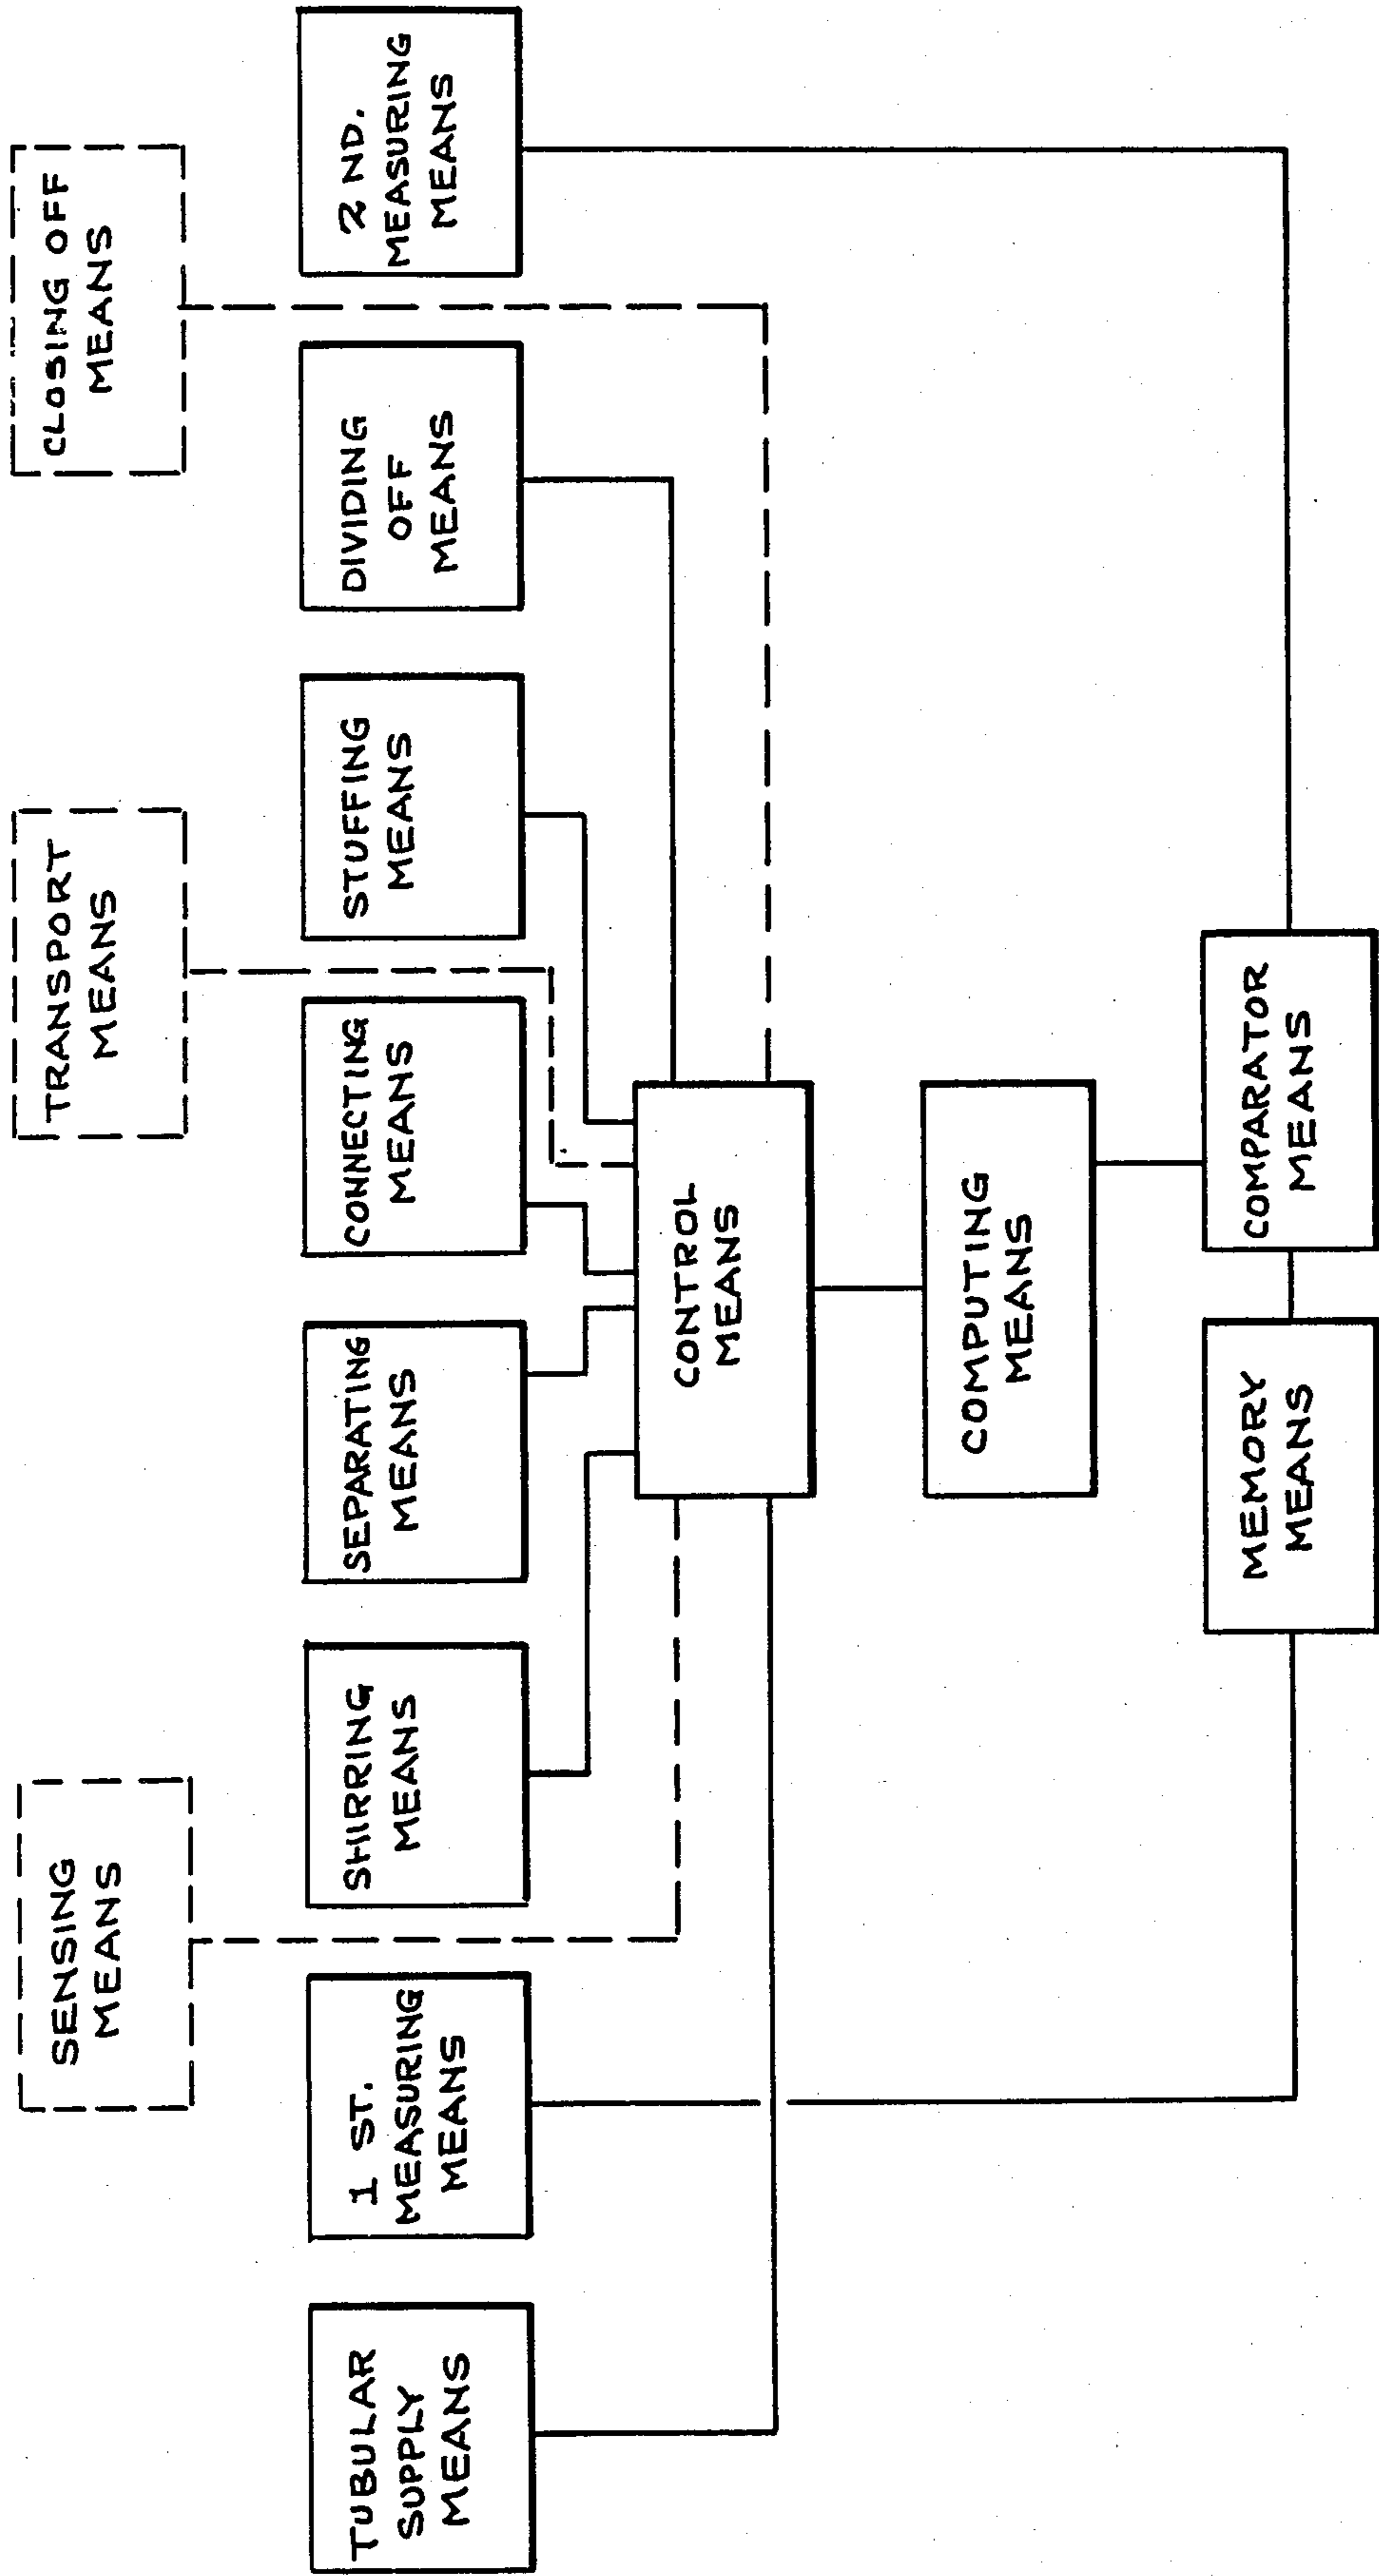 SENSING
MEANS
TRANSPORT
MEANS
CLOSING OFF
MEANS
TUBULAR
SUPPLY
MEANS
1 ST.
MEASURING
MEANS
SHIRRING
MEANS
SEPARATING
MEANS
CONNECTING
MEANS
STUFFING
MEANS
DIVIDING
OFF
MEANS
2 ND.
MEASURING
MEANS
CONTROL
MEANS
COMPUTING
MEANS
MEMORY
MEANS
COMPARATOR
MEANS